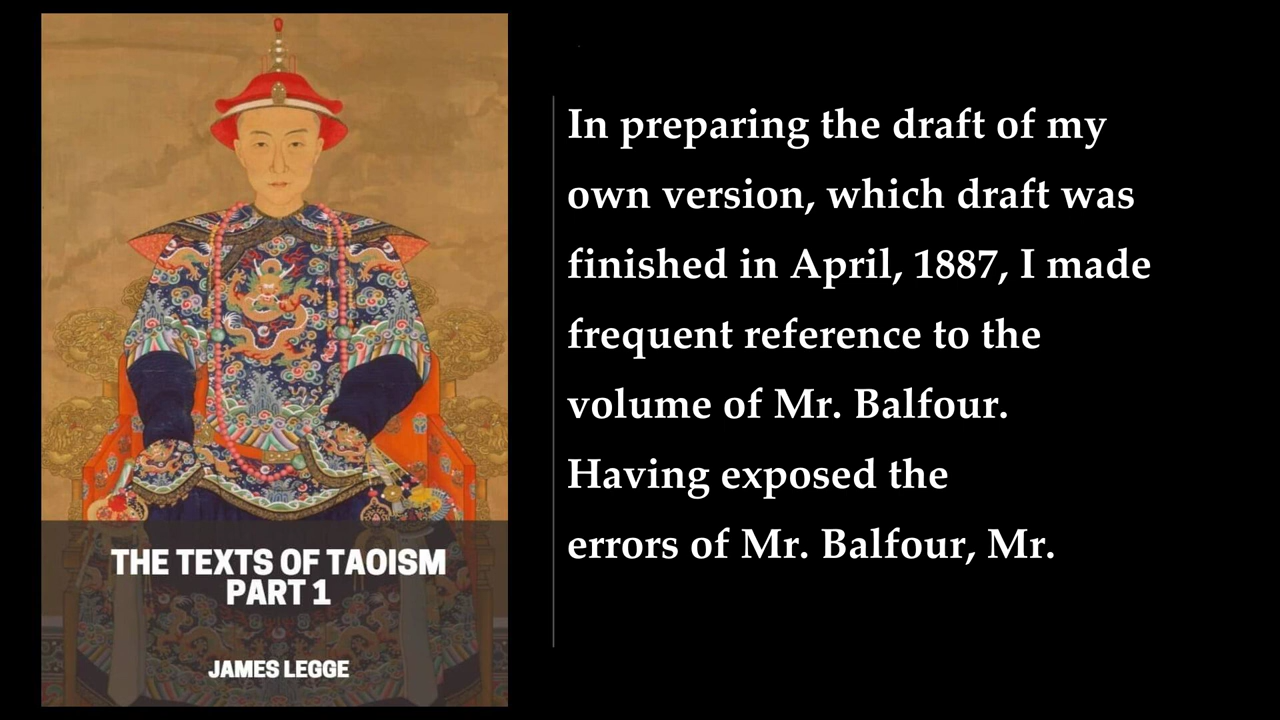 THE TEXTS OF TAOISM
PART 1
JAMES LEGGE
In preparing the draft of my
own version, which draft was
finished in April, 1887, I made
frequent reference to the
volume of Mr. Balfour.
Having exposed the
errors of Mr. Balfour, Mr.